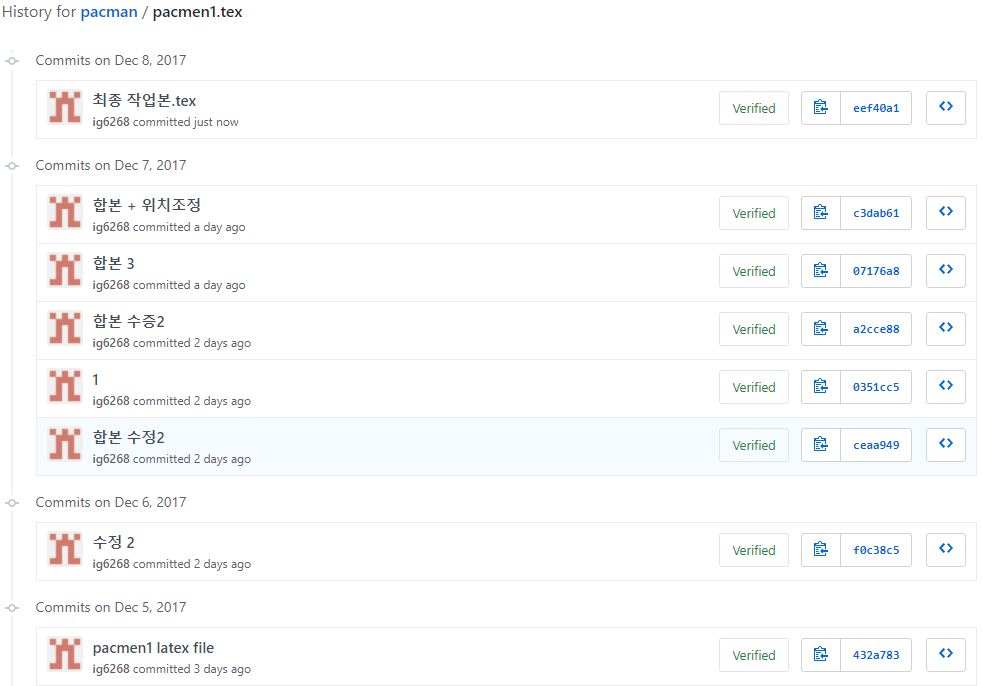 History for pacman / pacmen1.tex
Commits on Dec 8, 2017
최종 작업본.tex
ig6268 committed just now
Verified
eef40a1
Commits on Dec 7, 2017
합본 + 위치조정
ig6268 committed a day ago
Verified
c3dab61
합본 3
ig6268 committed a day ago
Verified
07176a8
합본 수증2
ig6268 committed 2 days ago
Verified
a2cce88
1
ig6268 committed 2 days ago
Verified
0351cc5
합본 수정2
ig6268 committed 2 days ago
Verified
ceaa949
Commits on Dec 6, 2017
수정 2
ig6268 committed 2 days ago
Verified
f0c38c5
Commits on Dec 5, 2017
pacmen1 latex file
ig6268 committed 3 days ago
Verified
432a783